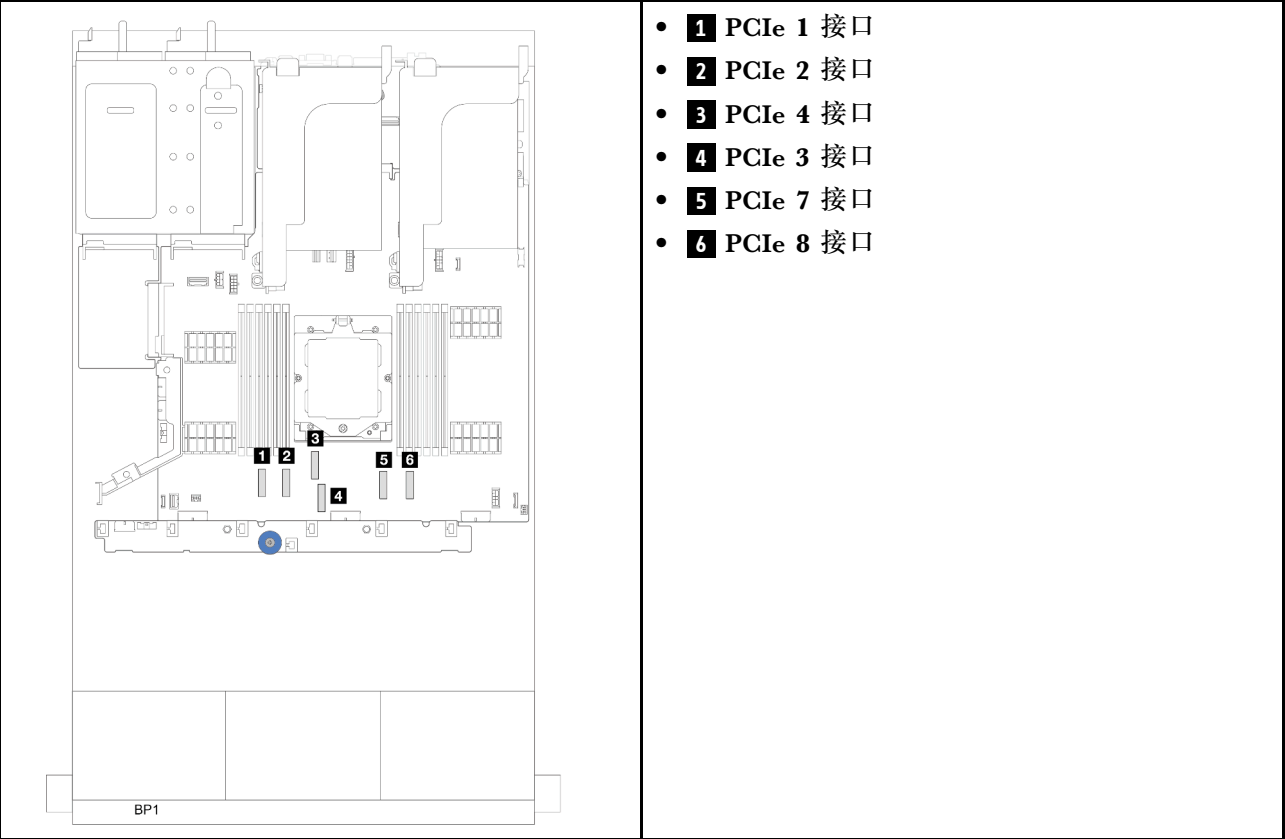 3
1
2
5
6
4
BP1
• 1 PCIe 1 接口
• 2 PCIe 2 接口
• 3 PCIe 4 接口
• 4 PCIe 3 接口
• 5 PCIe 7 接口
• 6 PCIe 8 接口